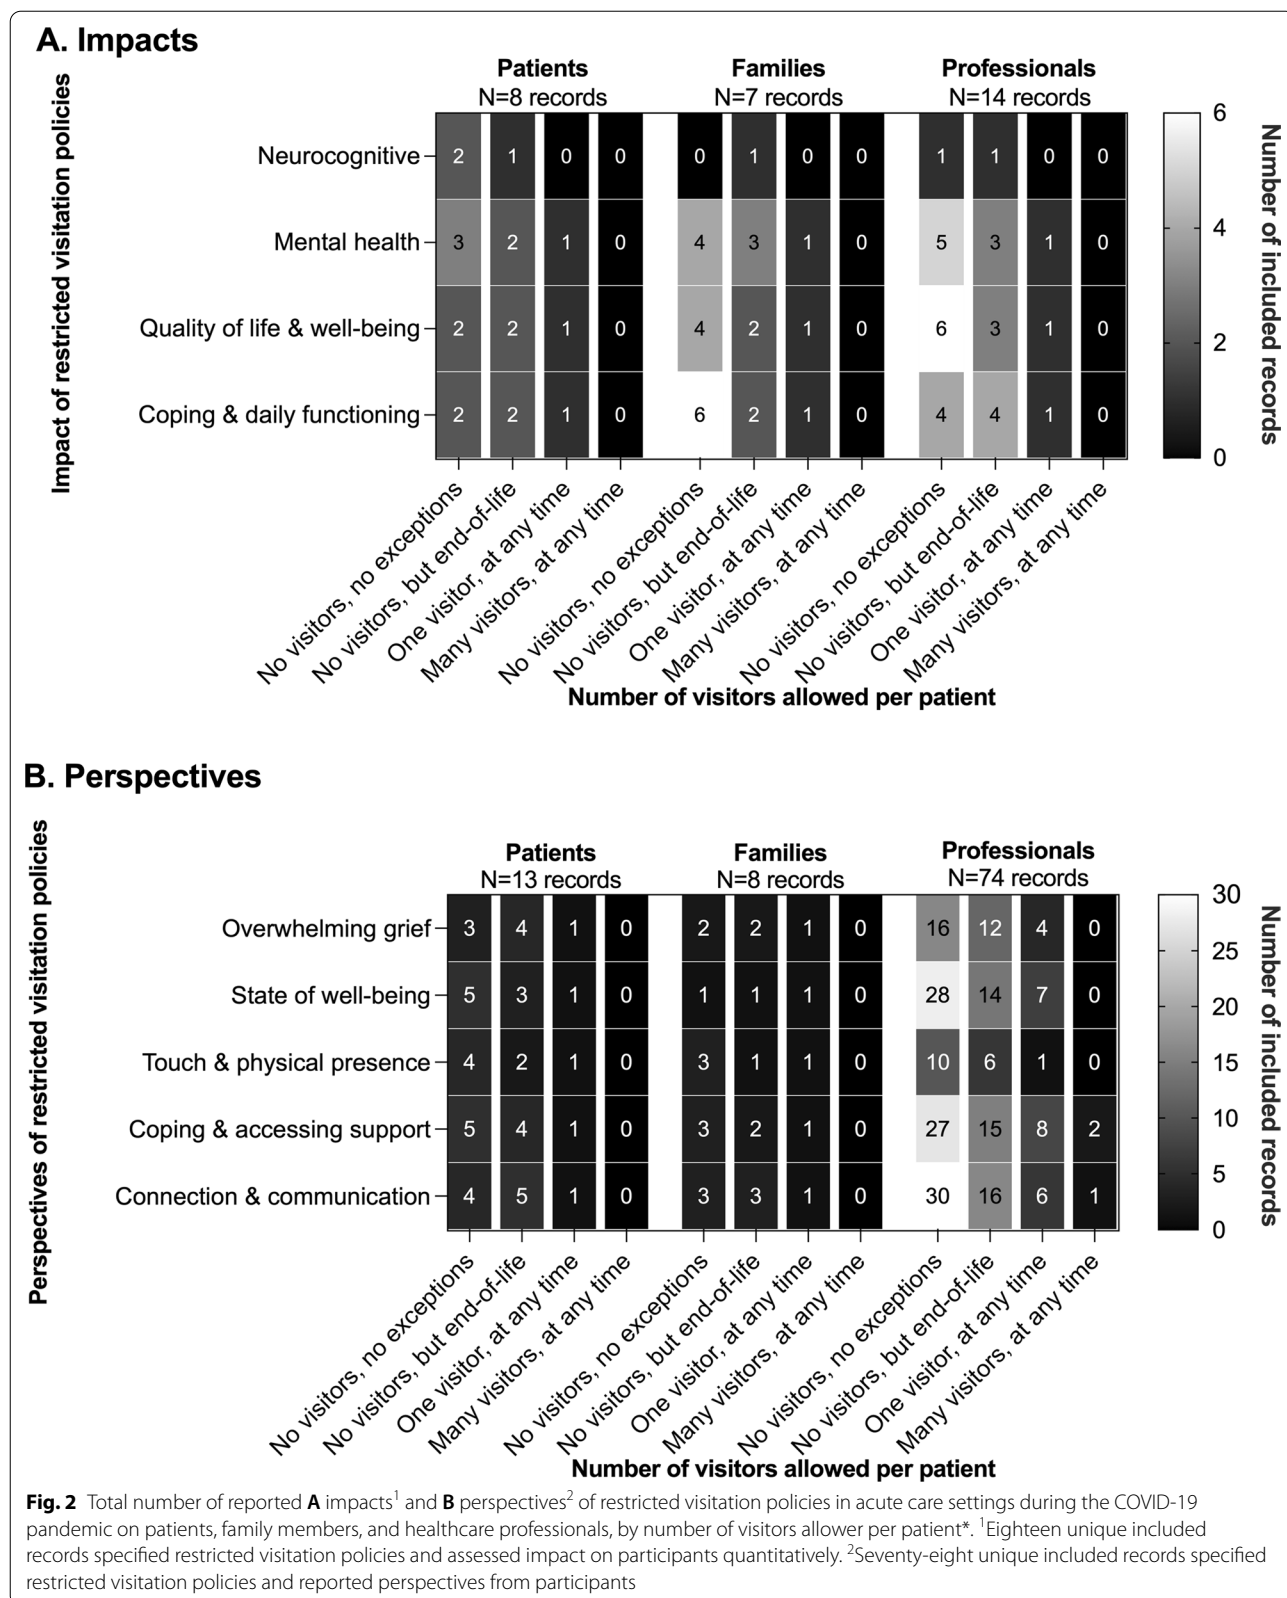 A. Impacts
Patients Families Professionals
N=8 records N=7 records N=14 records
Impact of restricted visitation policies
Neurocognitive 2 1 0 0 0 1 0 0 1 1 0 0
Mental health 3 2 1 0 4 3 1 0 5 3 1 0
Quality of life & well-being 2 2 1 0 4 2 1 0 6 3 1 0
Coping & daily functioning 2 2 1 0 6 2 1 0 4 4 1 0
6
4
2
0
Number of included records
No visitors, no exceptions
No visitors, but end-of-life
One visitor, at any time
Many visitors, at any time
No visitors, no exceptions
No visitors, but end-of-life
One visitor, at any time
Many visitors, at any time
No visitors, no exceptions
No visitors, but end-of-life
One visitor, at any time
Many visitors, at any time
Number of visitors allowed per patient
B. Perspectives
Patients Families Professionals
N=13 records N=8 records N=74 records
Perspectives of restricted visitation policies
Overwhelming grief 3 4 1 0 2 2 1 0 16 12 4 0
State of well-being 5 3 1 0 1 1 1 0 28 14 7 0
Touch & physical presence 4 2 1 0 3 1 1 0 10 6 1 0
Coping & accessing support 5 4 1 0 3 2 1 0 27 15 8 2
Connection & communication 4 5 1 0 3 3 1 0 30 16 6 1
30
25
20
15
10
5
0
Number of included records
No visitors, no exceptions
No visitors, but end-of-life
One visitor, at any time
Many visitors, at any time
No visitors, no exceptions
No visitors, but end-of-life
One visitor, at any time
Many visitors, at any time
No visitors, no exceptions
No visitors, but end-of-life
One visitor, at any time
Many visitors, at any time
Number of visitors allowed per patient
Fig. 2 Total number of reported A impacts¹ and B perspectives² of restricted visitation policies in acute care settings during the COVID-19
pandemic on patients, family members, and healthcare professionals, by number of visitors allower per patient*. ¹Eighteen unique included
records specified restricted visitation policies and assessed impact on participants quantitatively. ²Seventy-eight unique included records specified
restricted visitation policies and reported perspectives from participants